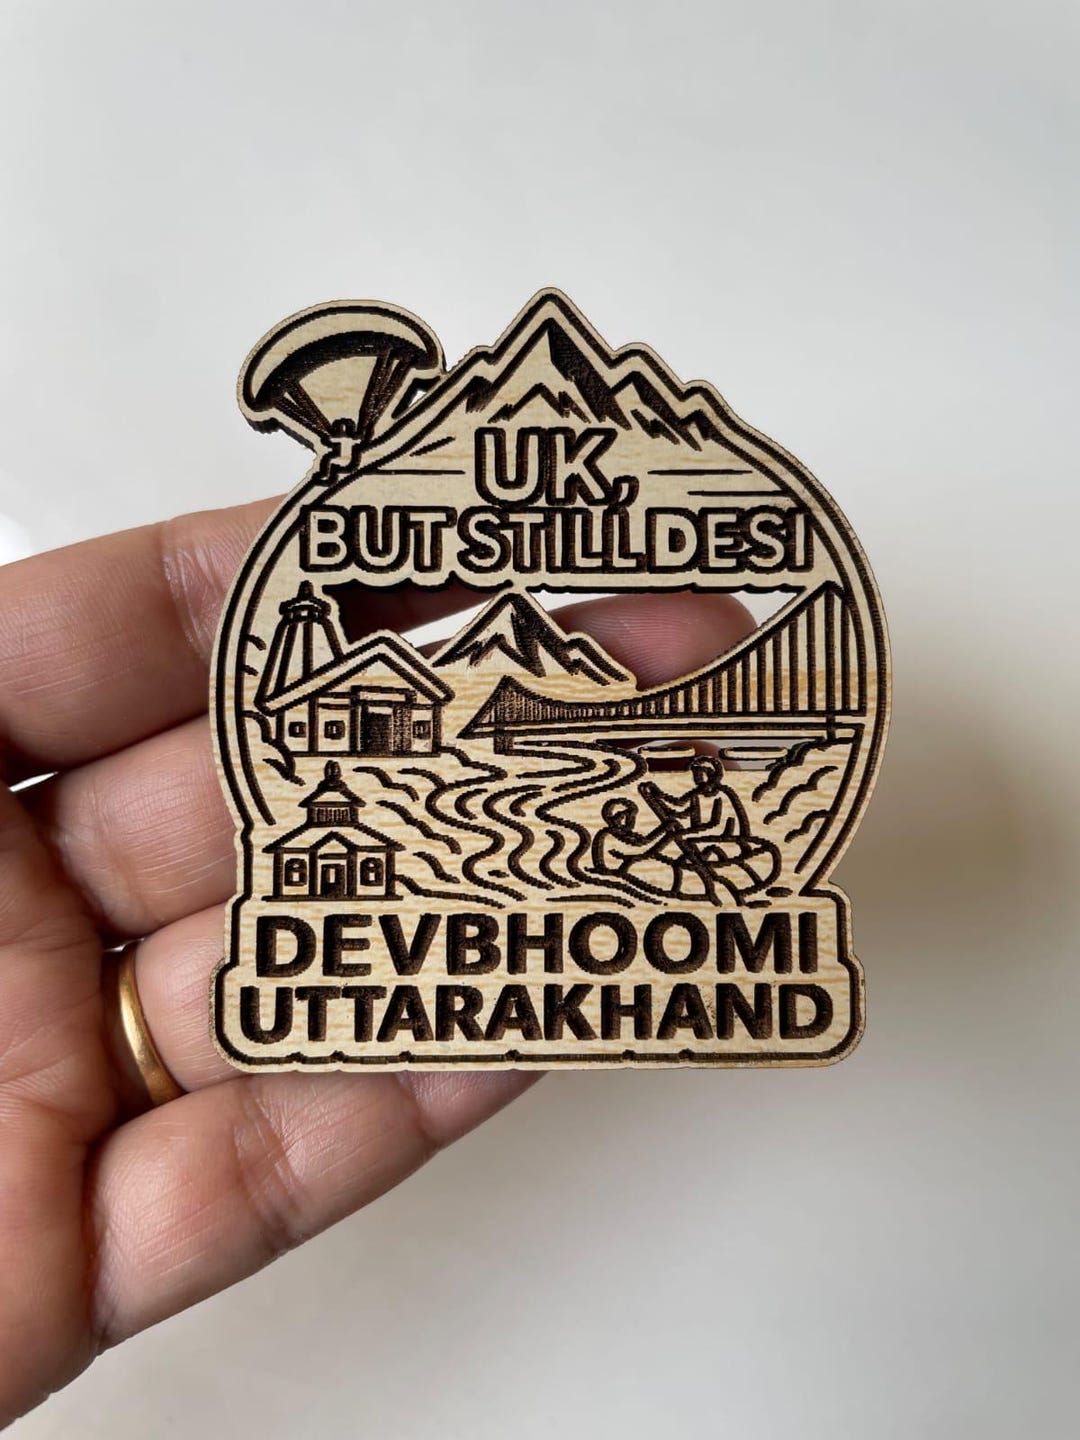 UK,
BUT STILL DESI
DEVBHOOMI
UTTARAKHAND